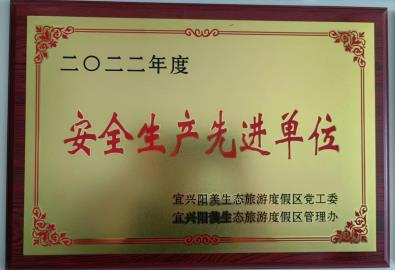 二〇二二年度
安全生产先进单位
宜兴阳羡生态旅游度假区党工委
宜兴阳羡生态旅游度假区管理办